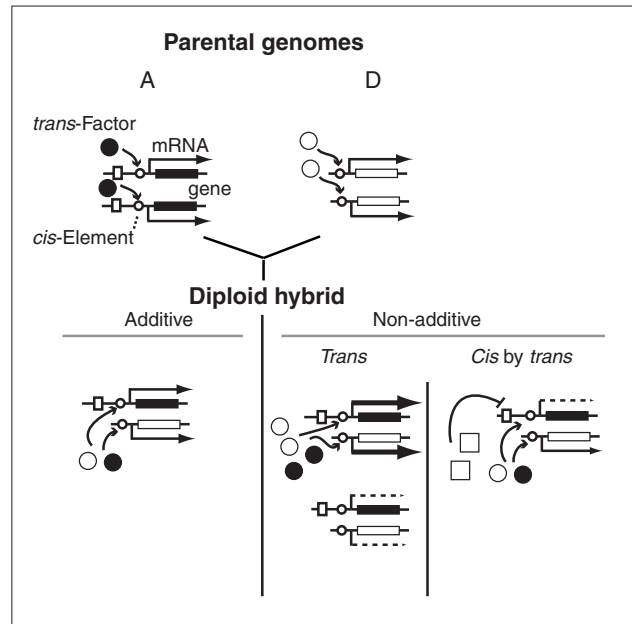 Parental genomes
A
D
trans-Factor
mRNA
gene
cis-Element
Diploid hybrid
Additive
Non-additive
Trans
Cis by trans